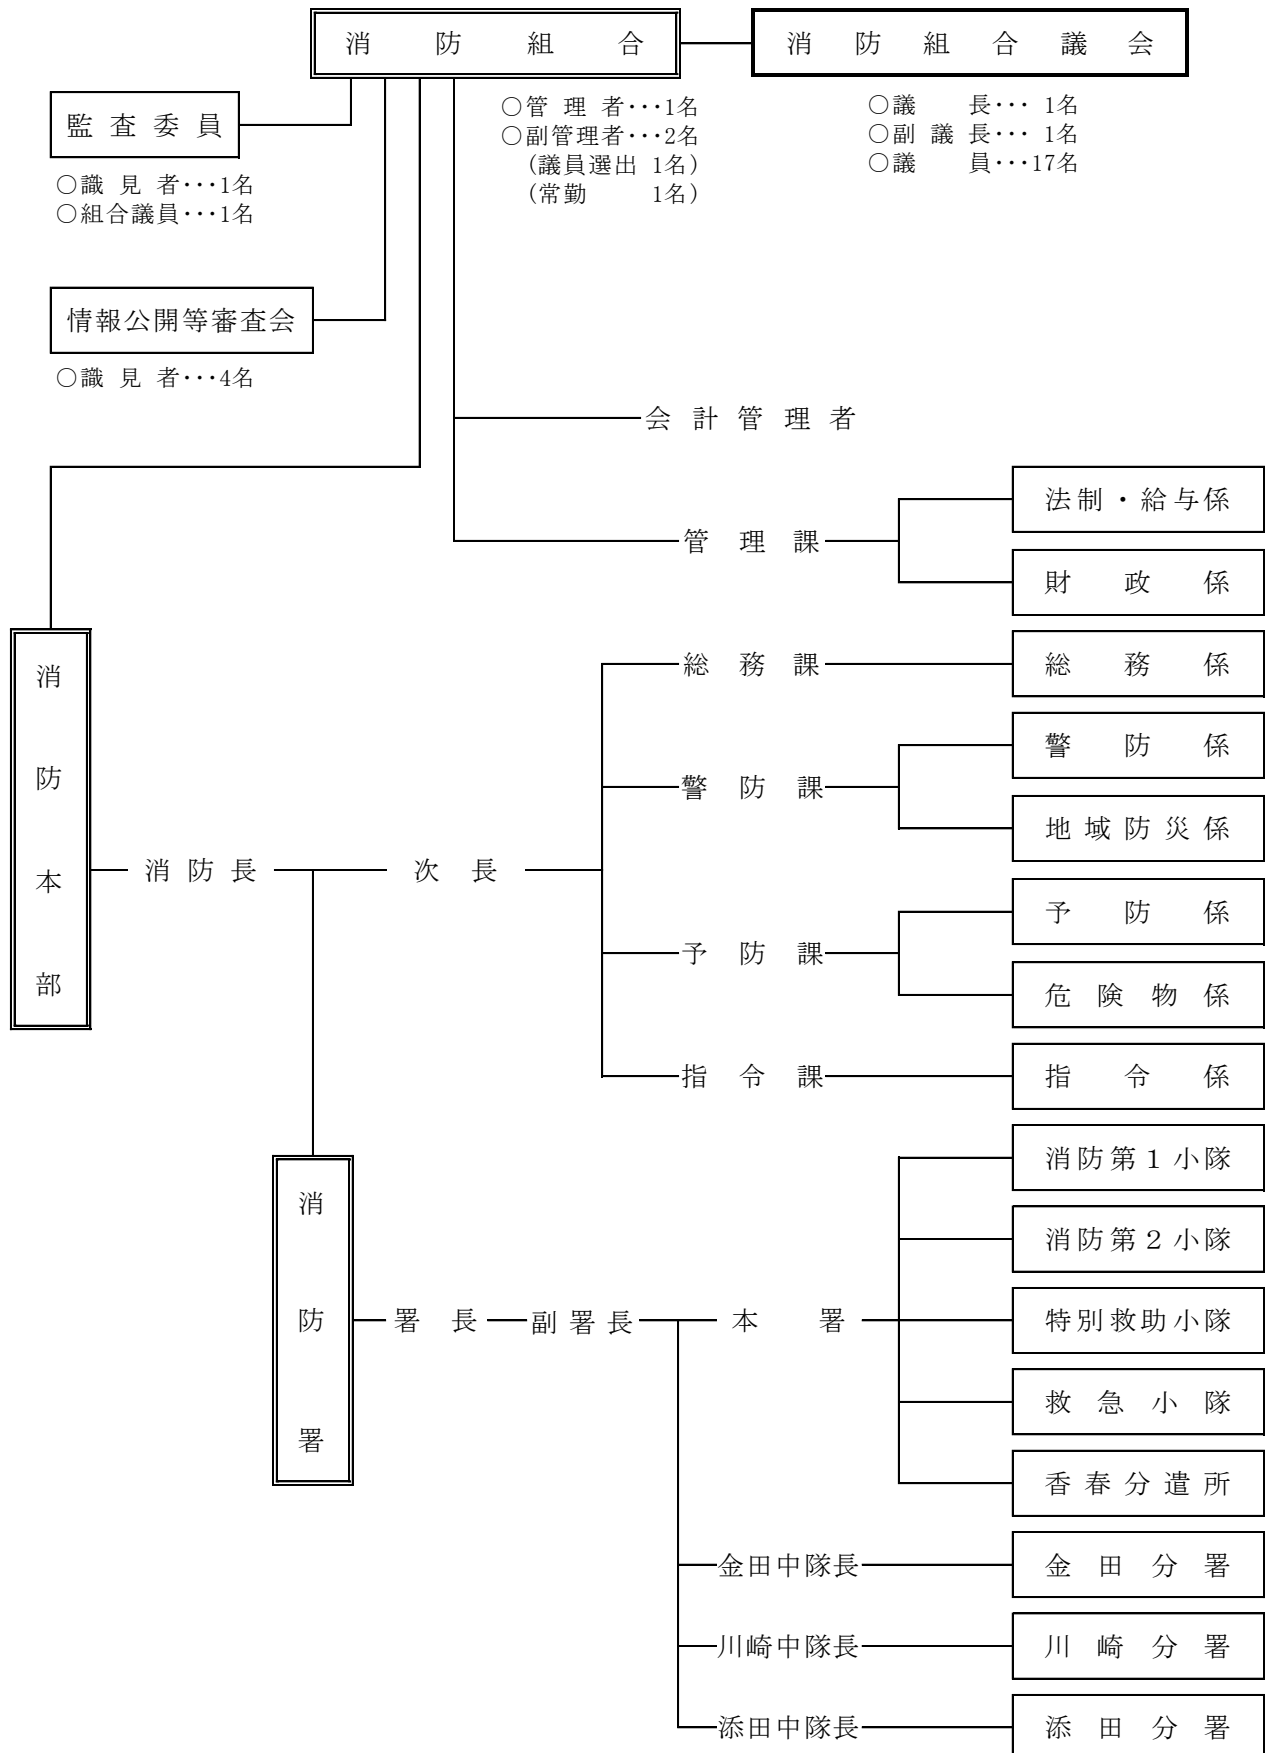 消防組合
消防組合議会
監査委員
○識見者･･･1名
○組合議員･･･1名
○管理者･･･1名
○副管理者･･･2名
(議員選出 1名)
(常勤 1名)
○議長･･･ 1名
○副議長･･･ 1名
○議員･･･17名
情報公開等審査会
○識見者･･･4名
会計管理者
管理課
法制・給与係
財政係
消防本部
消防長
次長
総務課
総務係
警防課
警防係
地域防災係
予防課
予防係
危険物係
指令課
指令係
消防署
署長
副署長
本署
消防第１小隊
消防第２小隊
特別救助小隊
救急小隊
香春分遣所
金田中隊長
金田分署
川崎中隊長
川崎分署
添田中隊長
添田分署